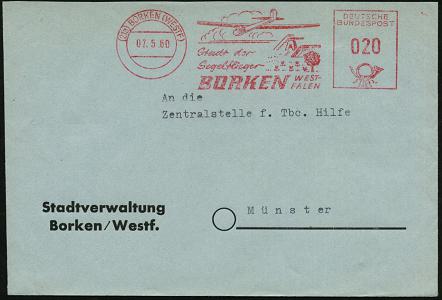 (21b) BORKEN (WESTF)
07.5.60
Stadt der
Segelflieger
BORKEN WEST-
FALEN
DEUTSCHE
BUNDESPOST
020
An die
Zentralstelle f. Tbc. Hilfe
Stadtverwaltung
Borken/Westf.
Münster